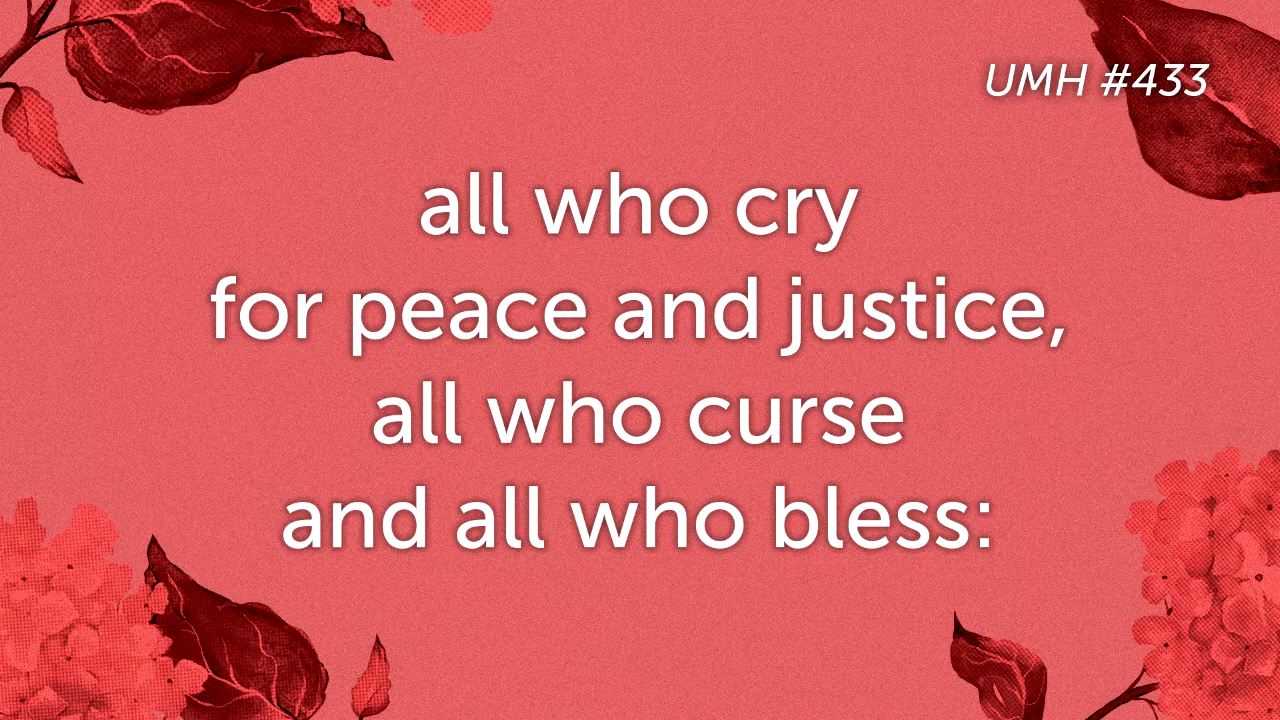 UMH #433
all who cry
for peace and justice,
all who curse
and all who bless: